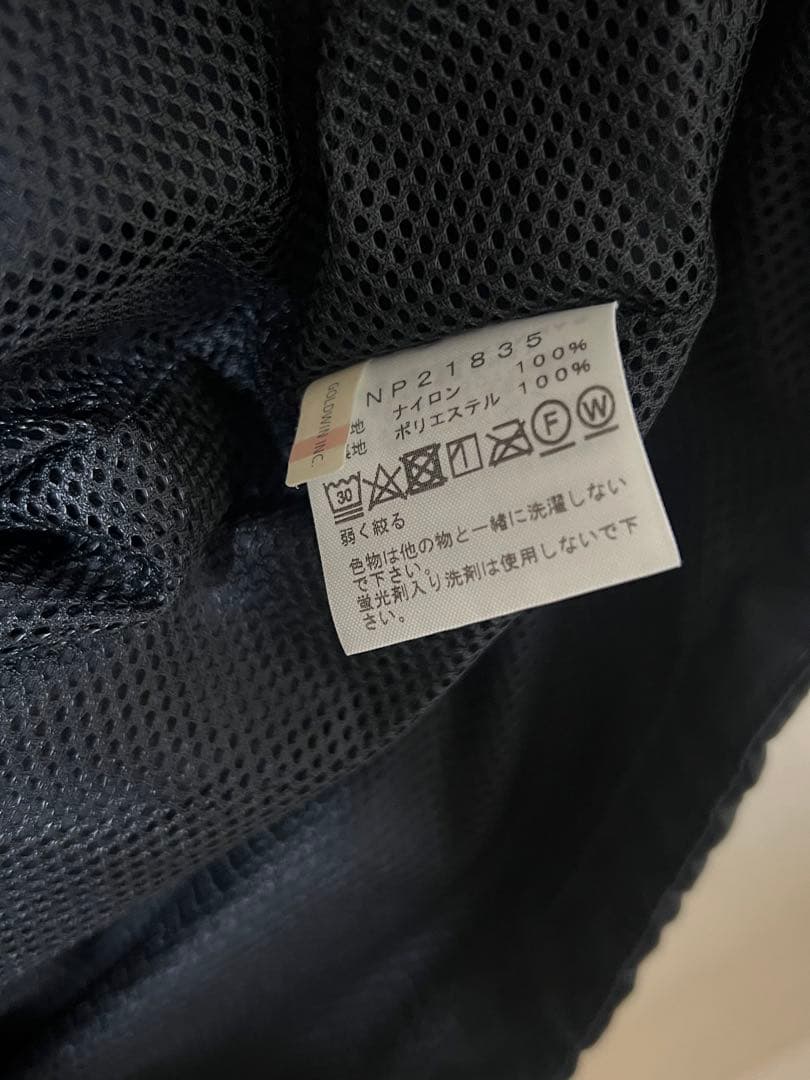 NP21835
GOLDWIN INC.
地 ナイロン 100%
地 ポリエステル 100%
30 F W
弱く絞る
色物は他の物と一緒に洗濯しない
で下さい。
蛍光剤入り洗剤は使用しないで下
さい。